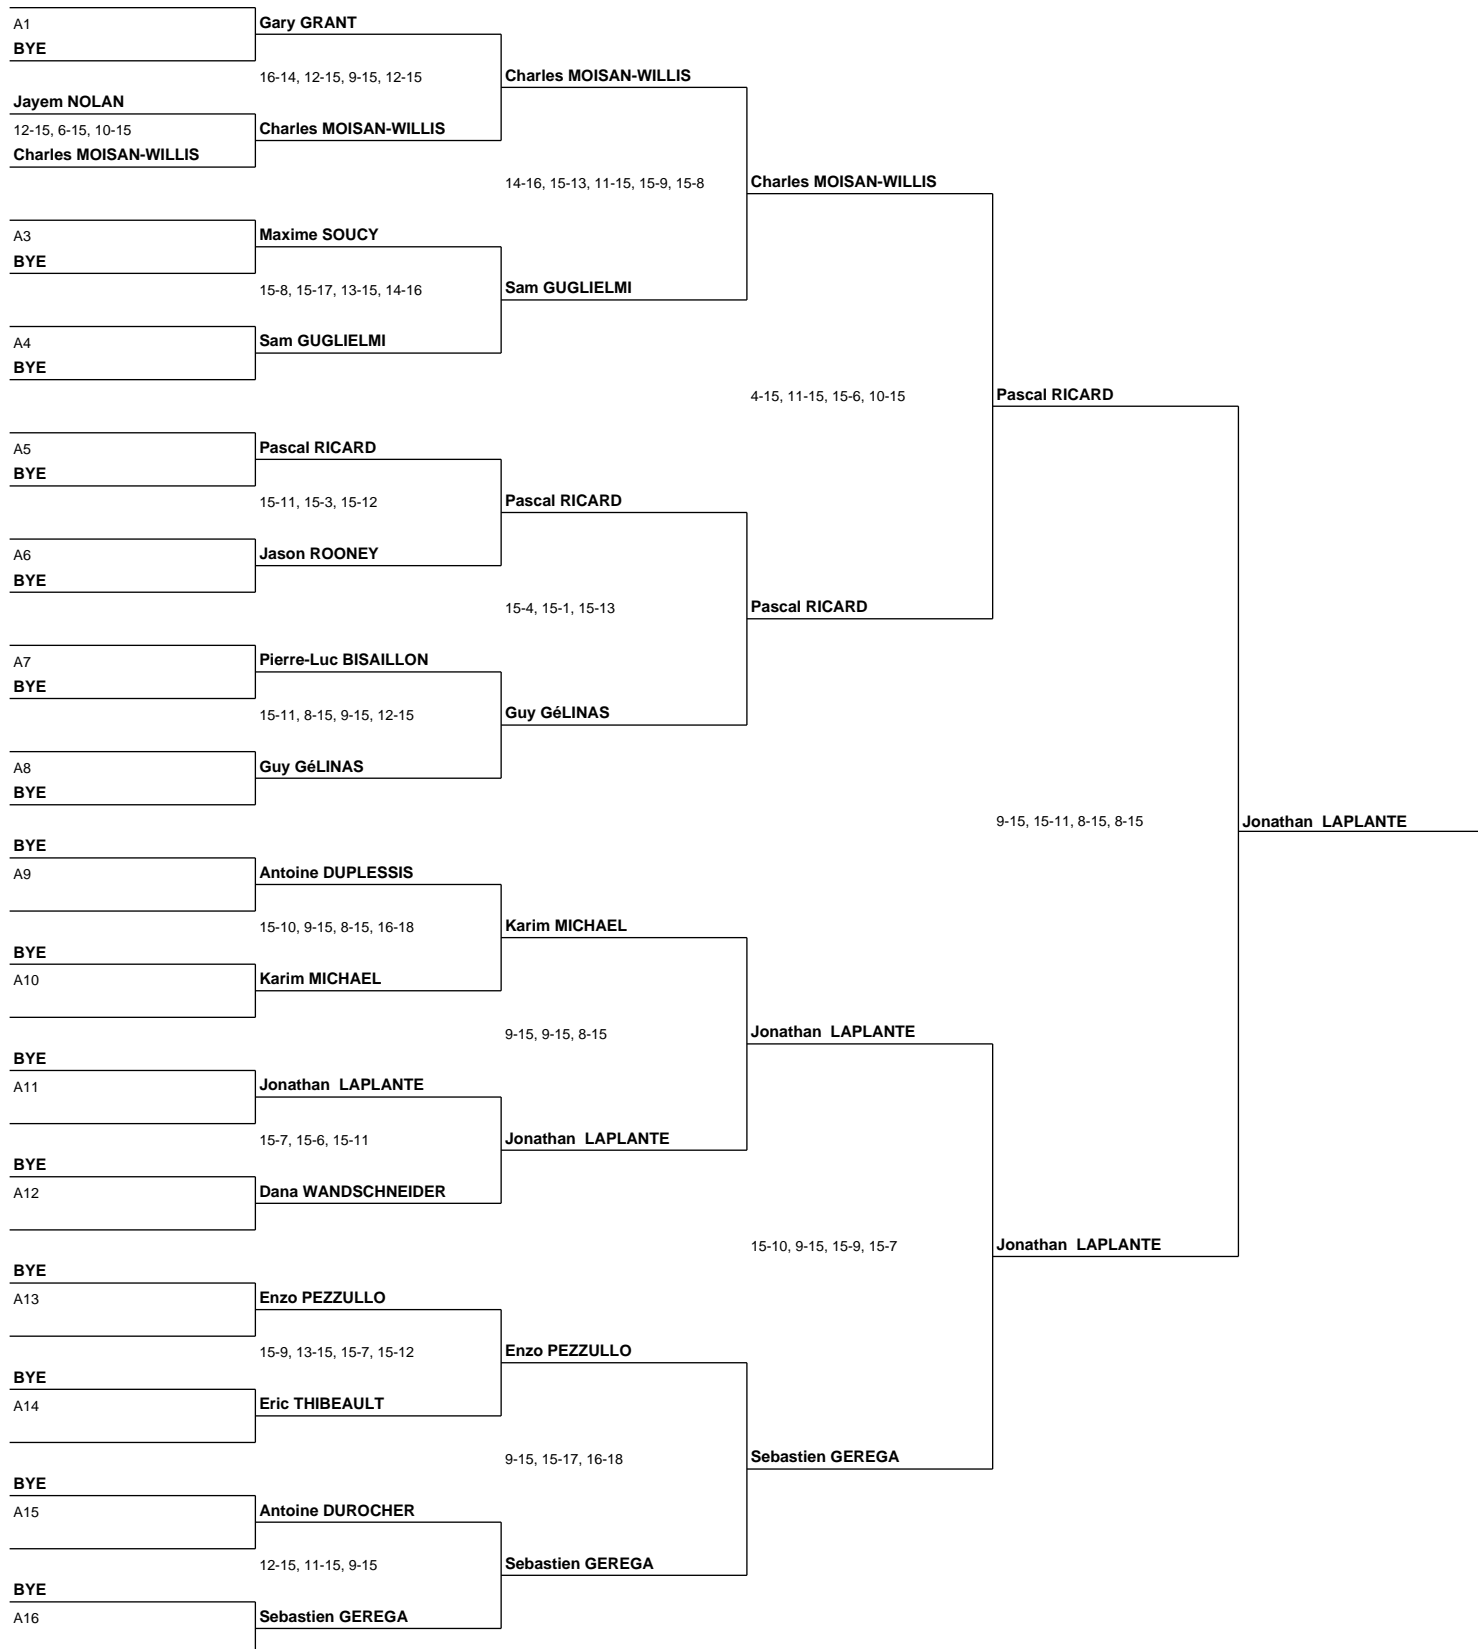 A1
BYE
Gary GRANT
16-14, 12-15, 9-15, 12-15
Charles MOISAN-WILLIS
Jayem NOLAN
12-15, 6-15, 10-15
Charles MOISAN-WILLIS
Charles MOISAN-WILLIS
14-16, 15-13, 11-15, 15-9, 15-8
Charles MOISAN-WILLIS
A3
BYE
Maxime SOUCY
15-8, 15-17, 13-15, 14-16
Sam GUGLIELMI
A4
BYE
Sam GUGLIELMI
4-15, 11-15, 15-6, 10-15
Pascal RICARD
A5
BYE
Pascal RICARD
15-11, 15-3, 15-12
Pascal RICARD
A6
BYE
Jason ROONEY
15-4, 15-1, 15-13
Pascal RICARD
A7
BYE
Pierre-Luc BISAILLON
15-11, 8-15, 9-15, 12-15
Guy GéLINAS
A8
BYE
Guy GéLINAS
9-15, 15-11, 8-15, 8-15
Jonathan  LAPLANTE
BYE
A9
Antoine DUPLESSIS
15-10, 9-15, 8-15, 16-18
Karim MICHAEL
BYE
A10
Karim MICHAEL
9-15, 9-15, 8-15
Jonathan  LAPLANTE
BYE
A11
Jonathan  LAPLANTE
15-7, 15-6, 15-11
Jonathan  LAPLANTE
BYE
A12
Dana WANDSCHNEIDER
15-10, 9-15, 15-9, 15-7
Jonathan  LAPLANTE
BYE
A13
Enzo PEZZULLO
15-9, 13-15, 15-7, 15-12
Enzo PEZZULLO
BYE
A14
Eric THIBEAULT
9-15, 15-17, 16-18
Sebastien GEREGA
BYE
A15
Antoine DUROCHER
12-15, 11-15, 9-15
Sebastien GEREGA
BYE
A16
Sebastien GEREGA